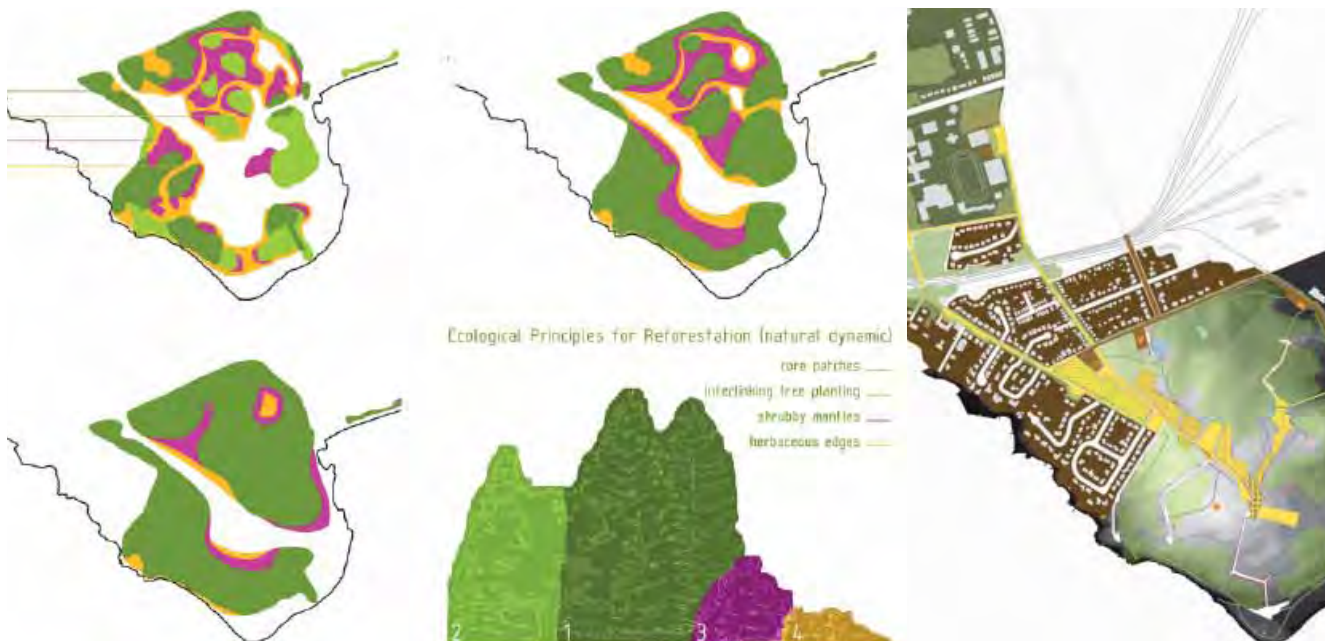 Ecological Principles for Reforestation (natural dynamic)
core patches
interlinking tree planting
shrubby mantles
herbaceous edges
2 1 3 4